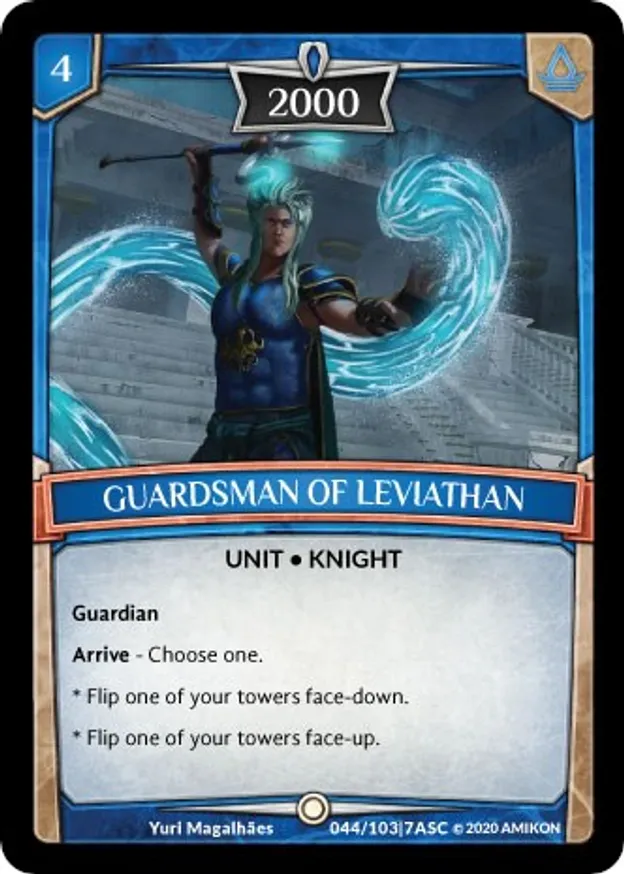 4
2000
GUARDSMAN OF LEVIATHAN
UNIT ● KNIGHT
Guardian
Arrive - Choose one.
* Flip one of your towers face-down.
* Flip one of your towers face-up.
Yuri Magalhães 044/103|7ASC © 2020 AMIKON